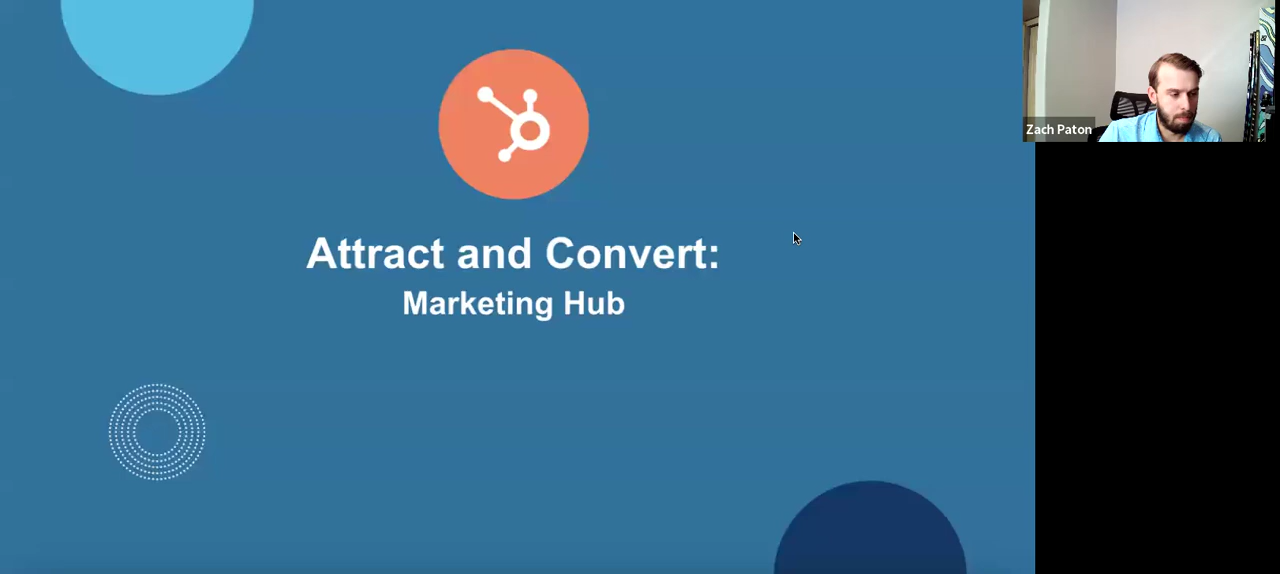 Attract and Convert:
Marketing Hub
Zach Paton